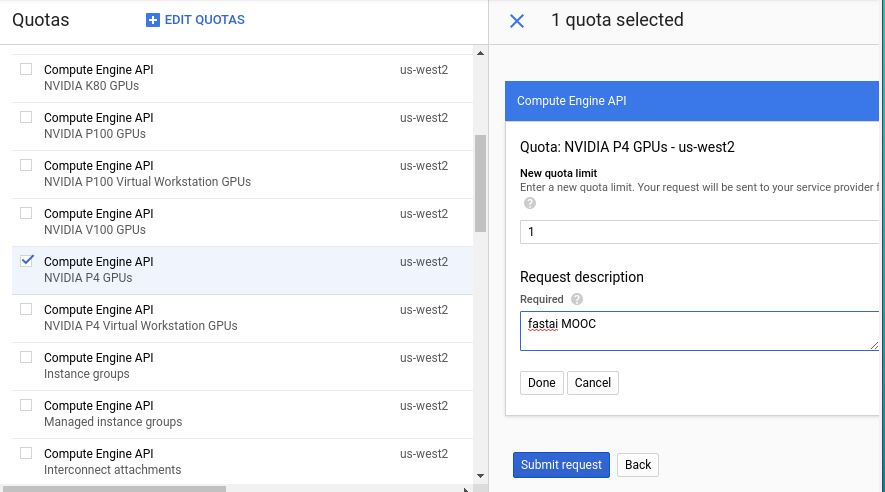 Quotas
EDIT QUOTAS
Compute Engine API us-west2
NVIDIA K80 GPUs
Compute Engine API us-west2
NVIDIA P100 GPUs
Compute Engine API us-west2
NVIDIA P100 Virtual Workstation GPUs
Compute Engine API us-west2
NVIDIA V100 GPUs
Compute Engine API us-west2
NVIDIA P4 GPUs
Compute Engine API us-west2
NVIDIA P4 Virtual Workstation GPUs
Compute Engine API us-west2
Instance groups
Compute Engine API us-west2
Managed instance groups
Compute Engine API us-west2
Interconnect attachments
1 quota selected
Compute Engine API
Quota: NVIDIA P4 GPUs - us-west2
New quota limit
Enter a new quota limit. Your request will be sent to your service provider f
?
1
Request description
Required ?
fastai MOOC
Done Cancel
Submit request Back